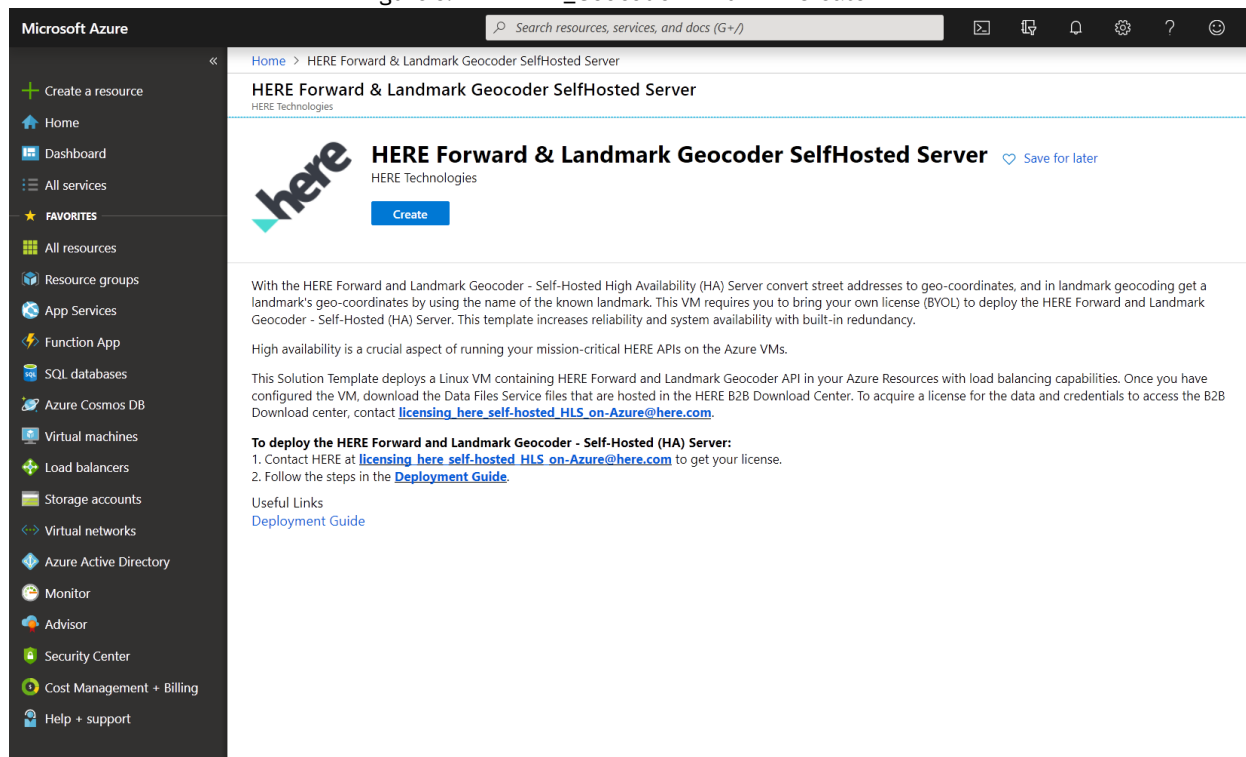 Microsoft Azure
Search resources, services, and docs (G+/)
«
Create a resource
Home
Dashboard
All services
FAVORITES
All resources
Resource groups
App Services
Function App
SQL databases
Azure Cosmos DB
Virtual machines
Load balancers
Storage accounts
Virtual networks
Azure Active Directory
Monitor
Advisor
Security Center
Cost Management + Billing
Help + support
Home > HERE Forward & Landmark Geocoder SelfHosted Server
HERE Forward & Landmark Geocoder SelfHosted Server
HERE Technologies
here
HERE Forward & Landmark Geocoder SelfHosted Server
Save for later
HERE Technologies
Create
With the HERE Forward and Landmark Geocoder - Self-Hosted High Availability (HA) Server convert street addresses to geo-coordinates, and in landmark geocoding get a
landmark's geo-coordinates by using the name of the known landmark. This VM requires you to bring your own license (BYOL) to deploy the HERE Forward and Landmark
Geocoder - Self-Hosted (HA) Server. This template increases reliability and system availability with built-in redundancy.
High availability is a crucial aspect of running your mission-critical HERE APIs on the Azure VMs.
This Solution Template deploys a Linux VM containing HERE Forward and Landmark Geocoder API in your Azure Resources with load balancing capabilities. Once you have
configured the VM, download the Data Files Service files that are hosted in the HERE B2B Download Center. To acquire a license for the data and credentials to access the B2B
Download center, contact licensing_here_self-hosted_HLS_on-Azure@here.com.
To deploy the HERE Forward and Landmark Geocoder - Self-Hosted (HA) Server:
1. Contact HERE at licensing_here_self-hosted_HLS_on-Azure@here.com to get your license.
2. Follow the steps in the Deployment Guide.
Useful Links
Deployment Guide